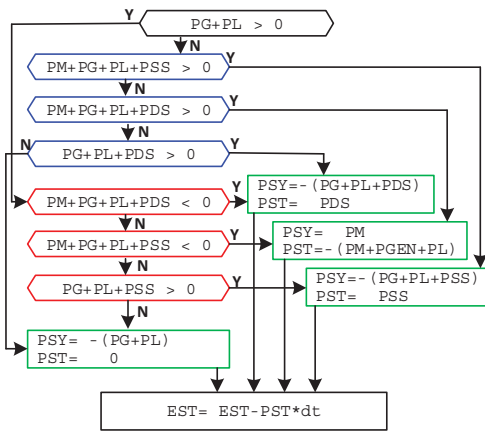 Y
PG+PL > 0
N
PM+PG+PL+PSS > 0
Y
N
PM+PG+PL+PDS > 0
Y
N
N
PG+PL+PDS > 0
Y
PM+PG+PL+PDS < 0
Y
PSY=-(PG+PL+PDS)
PST= PDS
N
PM+PG+PL+PSS < 0
Y
PSY= PM
PST=-(PM+PGEN+PL)
N
PG+PL+PSS > 0
Y
PSY=-(PG+PL+PSS)
PST= PSS
N
PSY= -(PG+PL)
PST= 0
EST= EST-PST*dt